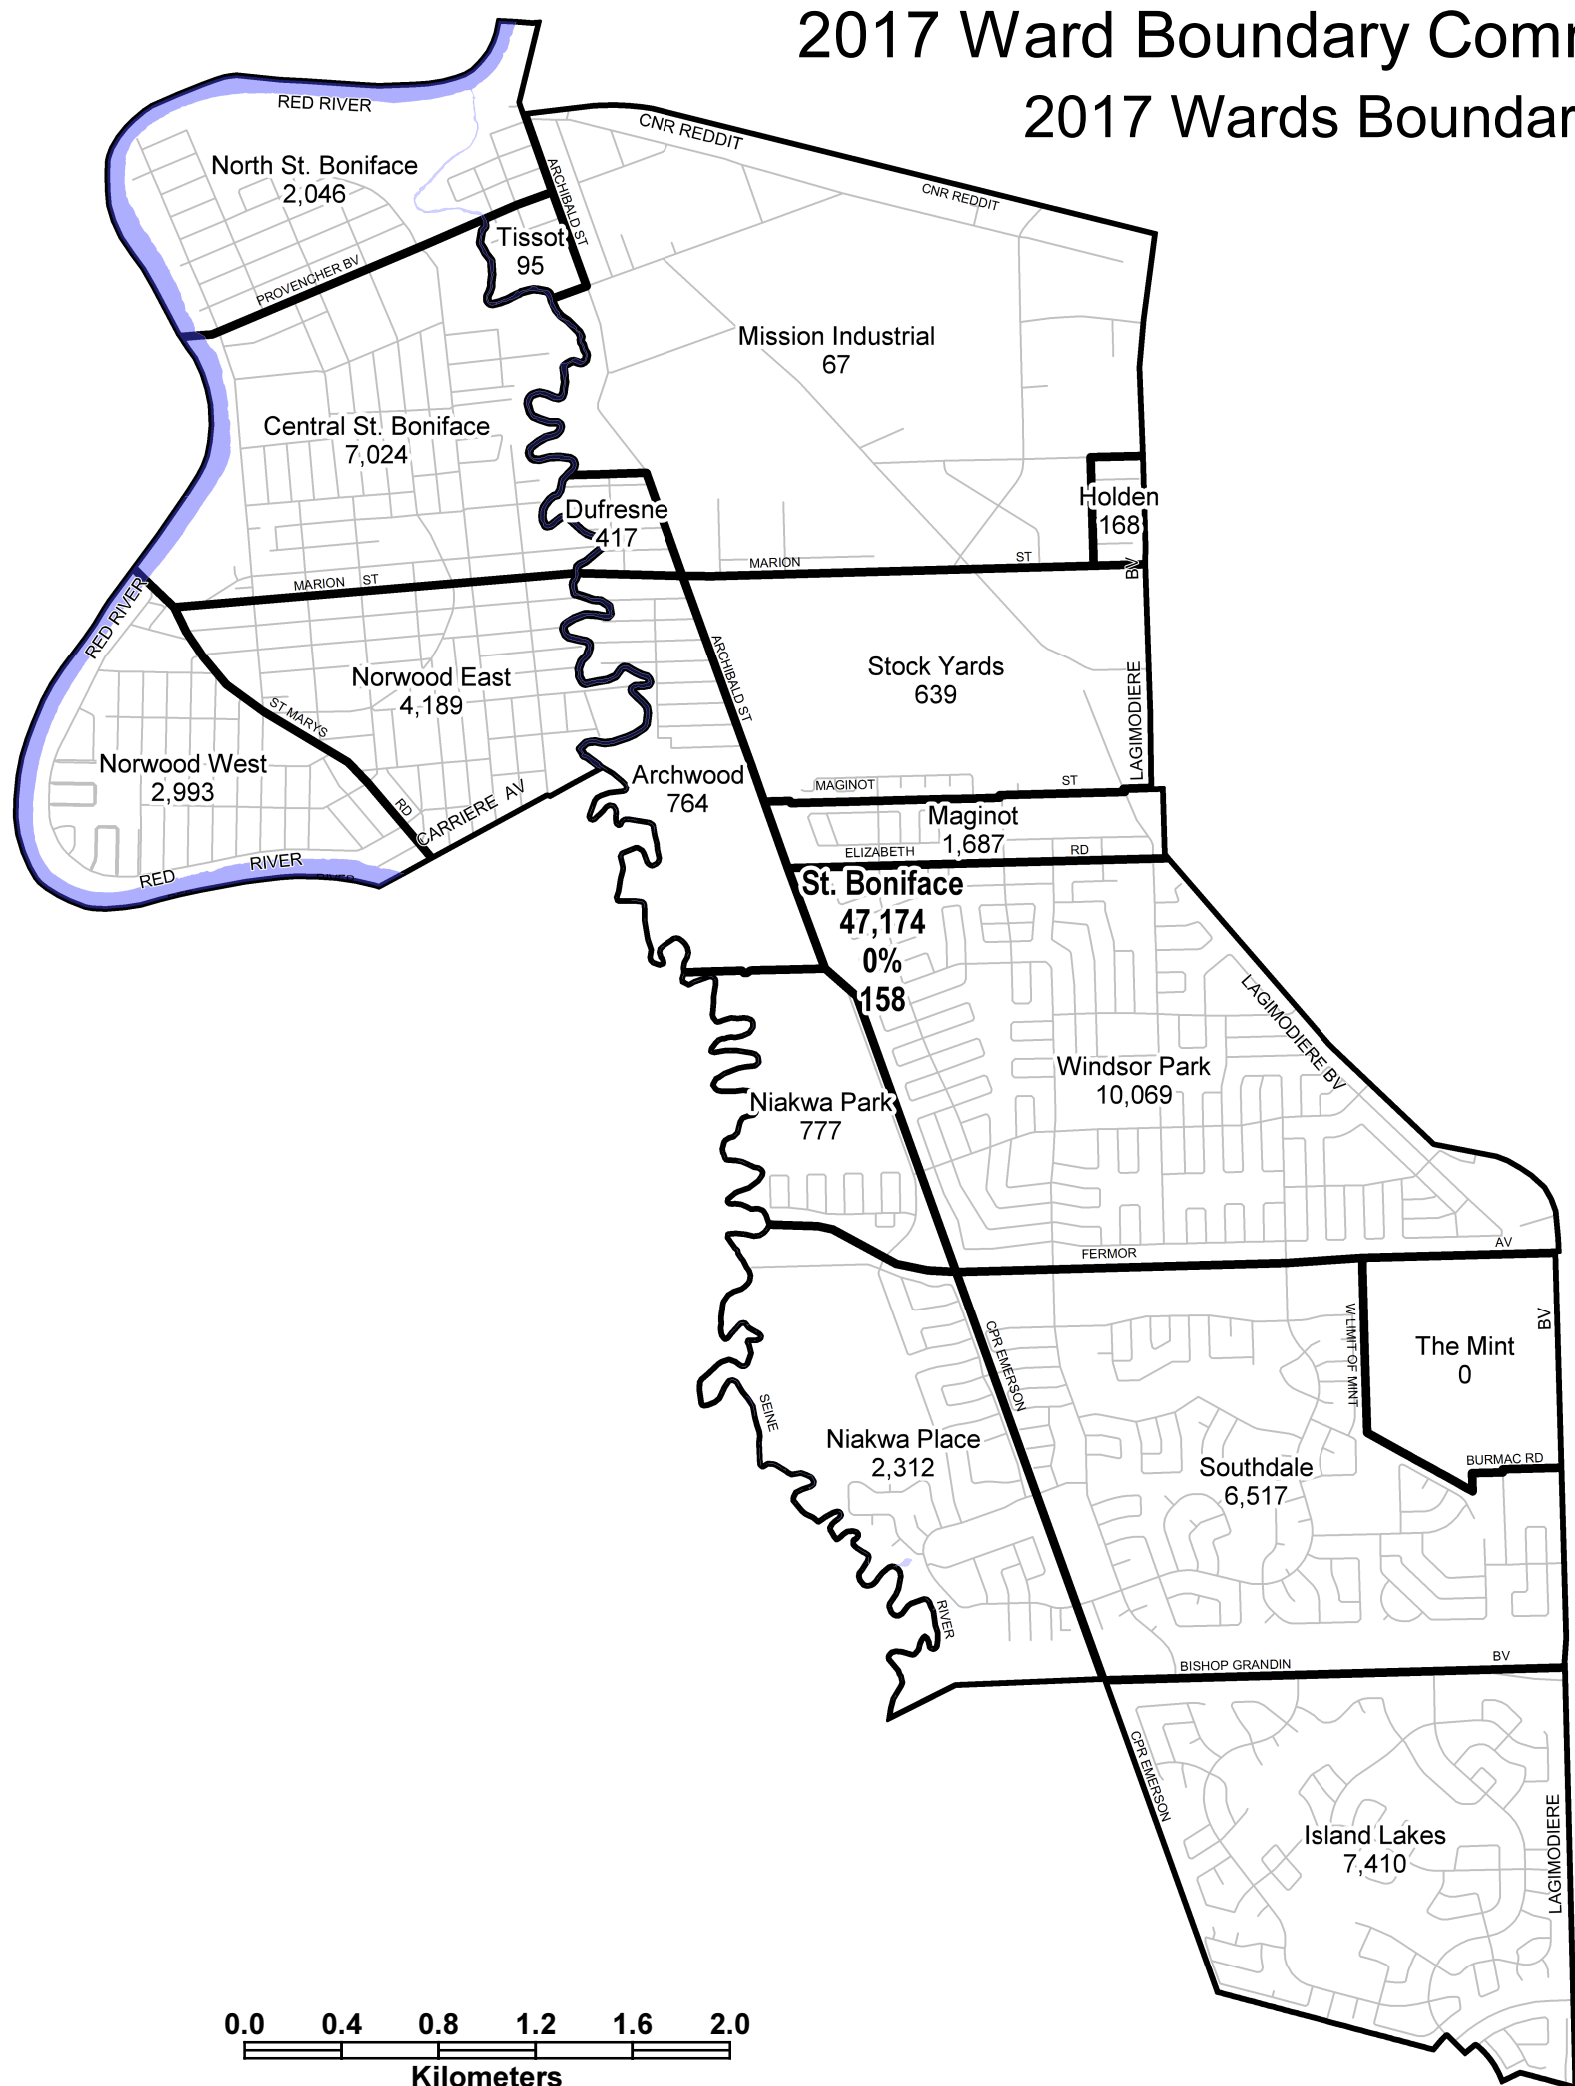 2017 Ward Boundary Com
2017 Wards Boundar
RED RIVER
CNR REDDIT
CNR REDDIT
North St. Boniface
2,046
ARCHIBALD ST
Tissot
95
PROVENCHER BV
Mission Industrial
67
Central St. Boniface
7,024
Holden
168
Dufresne
417
MARION ST
MARION ST
BV
RED RIVER
ARCHIBALD ST
Stock Yards
639
LAGIMODIERE
Norwood East
4,189
ST MARYS
RD
Norwood West
2,993
Archwood
764
MAGINOT ST
CARRIERE AV
Maginot
1,687
ELIZABETH RD
RED RIVER
RIVER
St. Boniface
47,174
0%
158
LAGIMODIERE BV
Windsor Park
10,069
Niakwa Park
777
FERMOR AV
W LIMIT OF MINT
BV
The Mint
0
CPR EMERSON
SEINE
Niakwa Place
2,312
BURMAC RD
Southdale
6,517
RIVER
BISHOP GRANDIN BV
CPR EMERSON
Island Lakes
7,410
LAGIMODIERE
0.0 0.4 0.8 1.2 1.6 2.0
Kilometers